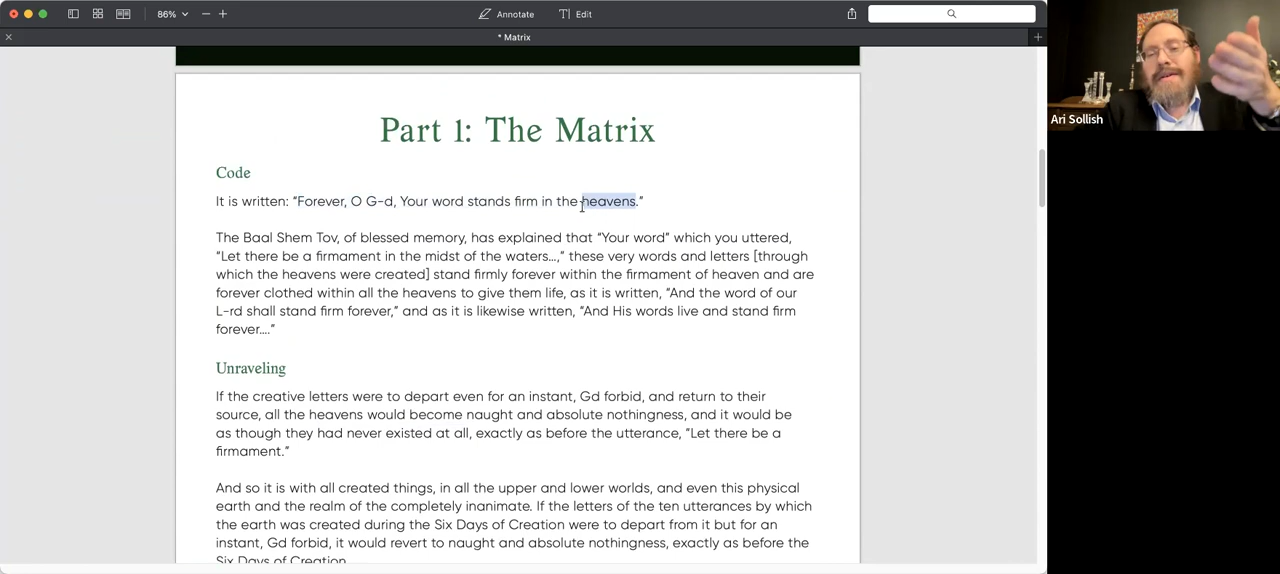 86%
Annotate
Edit
* Matrix
Ari Sollish
Part 1: The Matrix
Code
It is written: “Forever, O G-d, Your word stands firm in the heavens.”
The Baal Shem Tov, of blessed memory, has explained that “Your word” which you uttered,
“Let there be a firmament in the midst of the waters…,” these very words and letters [through
which the heavens were created] stand firmly forever within the firmament of heaven and are
forever clothed within all the heavens to give them life, as it is written, “And the word of our
L-rd shall stand firm forever,” and as it is likewise written, “And His words live and stand firm
forever….”
Unraveling
If the creative letters were to depart even for an instant, Gd forbid, and return to their
source, all the heavens would become naught and absolute nothingness, and it would be
as though they had never existed at all, exactly as before the utterance, “Let there be a
firmament.”
And so it is with all created things, in all the upper and lower worlds, and even this physical
earth and the realm of the completely inanimate. If the letters of the ten utterances by which
the earth was created during the Six Days of Creation were to depart from it but for an
instant, Gd forbid, it would revert to naught and absolute nothingness, exactly as before the
Six Days of Creation